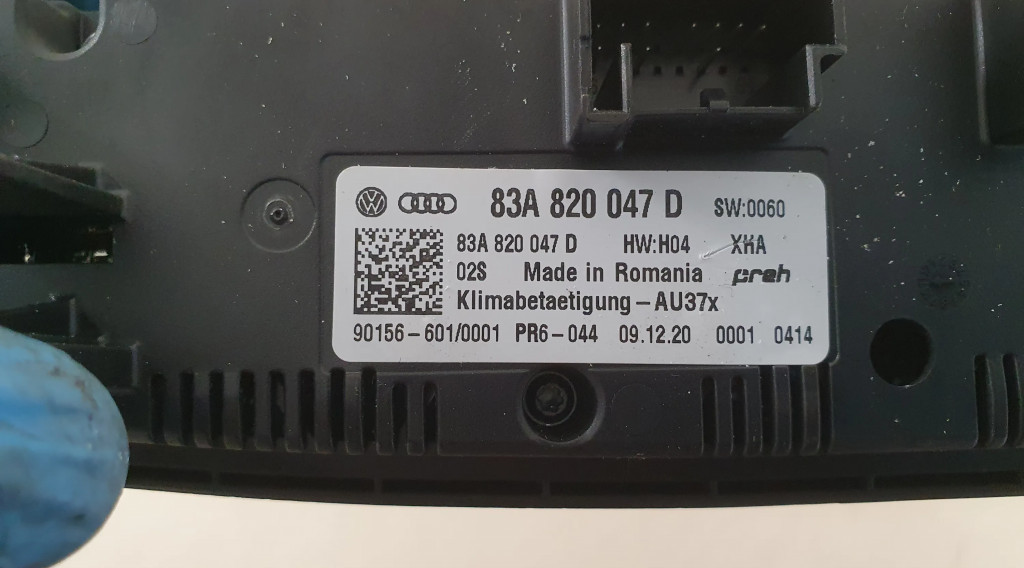 83A 820 047 D SW:0060
83A 820 047 D HW:H04 XHA
02S Made in Romania preh
Klimabetaetigung-AU37x
90156-601/0001 PR6-044 09.12.20 0001 0414